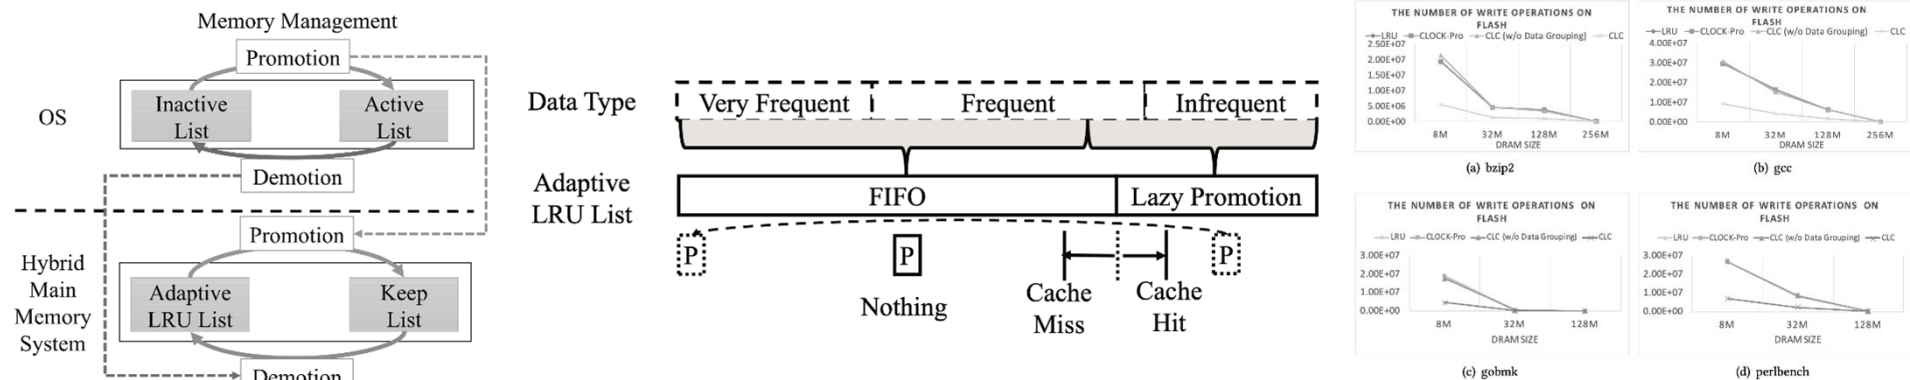 Memory Management
Promotion
OS
Inactive
List
Active
List
Demotion
Promotion
Hybrid
Main
Memory
System
Adaptive
LRU List
Keep
List
Demotion
Data Type
Very Frequent
Frequent
Infrequent
Adaptive
LRU List
FIFO
Lazy Promotion
P
P
P
Nothing
Cache
Miss
Cache
Hit
THE NUMBER OF WRITE OPERATIONS ON
FLASH
LRU CLOCK-Pro CLC (w/o Data Grouping) CLC
2.50E+07
2.00E+07
1.50E+07
1.00E+07
5.00E+06
0.00E+00
8M 32M 128M 256M
DRAM SIZE
(a) bzip2
THE NUMBER OF WRITE OPERATIONS ON
FLASH
LRU CLOCK-Pro CLC (w/o Data Grouping) CLC
4.00E+07
3.00E+07
2.00E+07
1.00E+07
0.00E+00
8M 32M 128M 256M
DRAM SIZE
(b) gcc
THE NUMBER OF WRITE OPERATIONS ON
FLASH
LRU CLOCK-Pro CLC (w/o Data Grouping) CLC
3.00E+07
2.00E+07
1.00E+07
0.00E+00
8M 32M 128M
DRAM SIZE
(c) gobmk
THE NUMBER OF WRITE OPERATIONS ON
FLASH
LRU CLOCK-Pro CLC (w/o Data Grouping) CLC
3.00E+07
2.00E+07
1.00E+07
0.00E+00
8M 32M 128M
DRAM SIZE
(d) perlbench